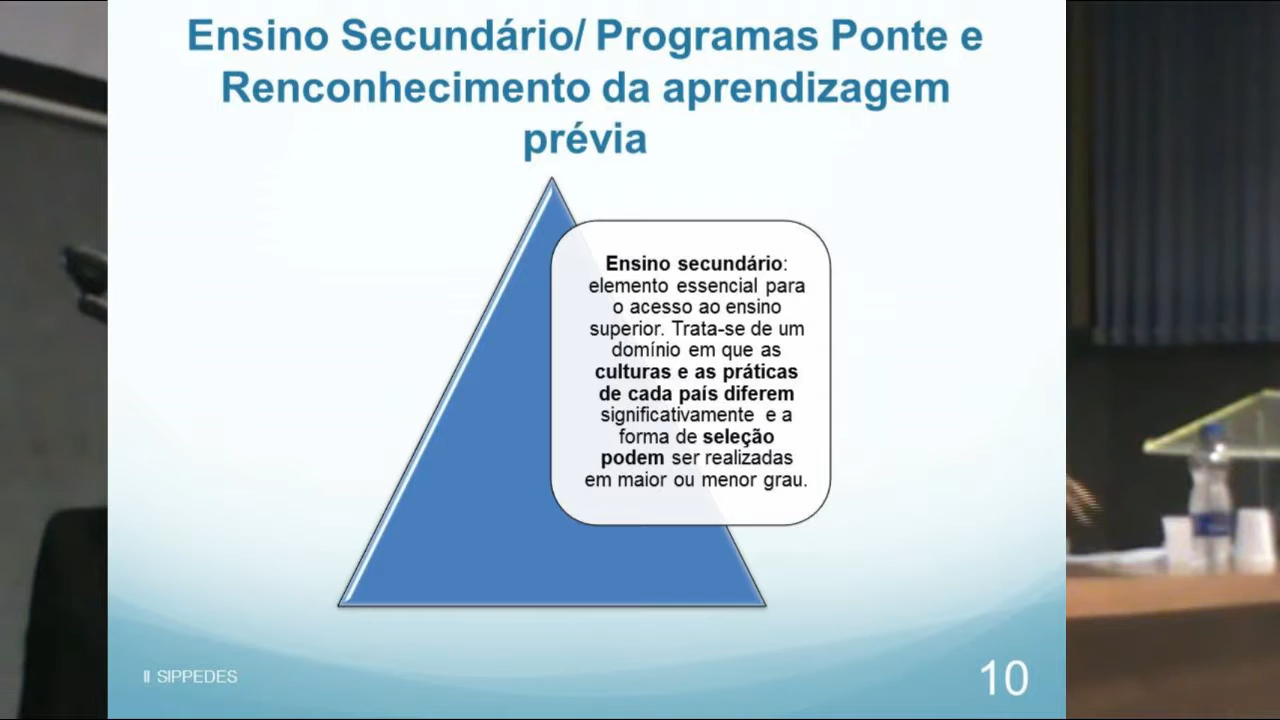 Ensino Secundário/ Programas Ponte e
Renconhecimento da aprendizagem
prévia
Ensino secundário:
elemento essencial para
o acesso ao ensino
superior. Trata-se de um
domínio em que as
culturas e as práticas
de cada país diferem
significativamente e a
forma de seleção
podem ser realizadas
em maior ou menor grau.
II SIPPEDES
10